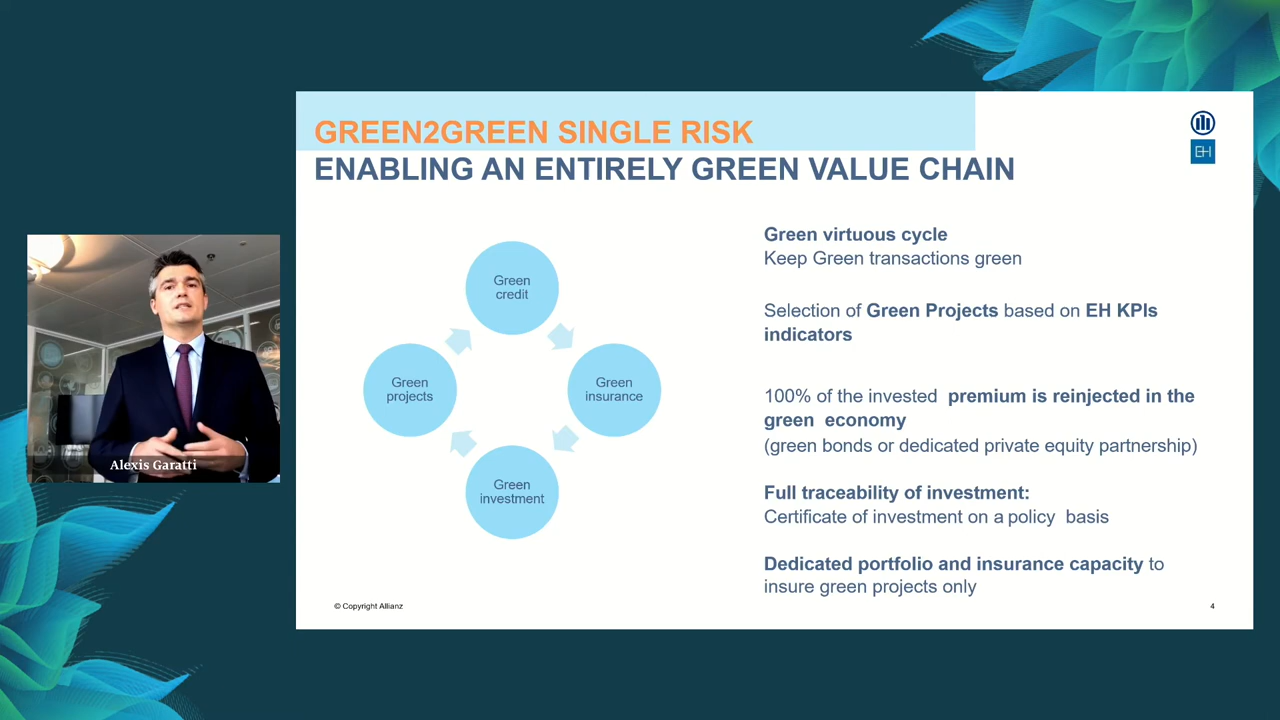 GREEN2GREEN SINGLE RISK
ENABLING AN ENTIRELY GREEN VALUE CHAIN
EH
Green
credit
Green
projects
Green
insurance
Green
investment
Green virtuous cycle
Keep Green transactions green
Selection of Green Projects based on EH KPIs
indicators
100% of the invested premium is reinjected in the
green economy
(green bonds or dedicated private equity partnership)
Full traceability of investment:
Certificate of investment on a policy basis
Dedicated portfolio and insurance capacity to
insure green projects only
Alexis Garatti
© Copyright Allianz
4